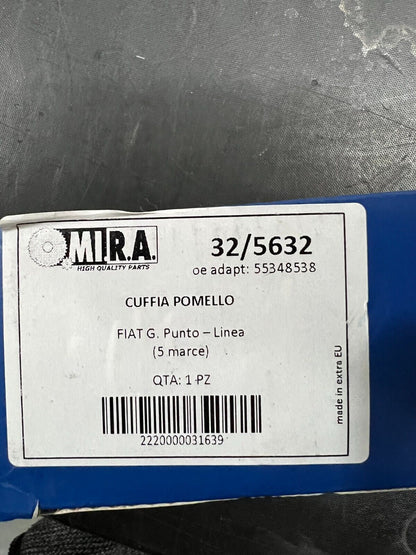 MI.R.A.
HIGH QUALITY PARTS
32/5632
oe adapt: 55348538
CUFFIA POMELLO
FIAT G. Punto – Linea
(5 marce)
QTA: 1 PZ
2220000031639
made in extra EU